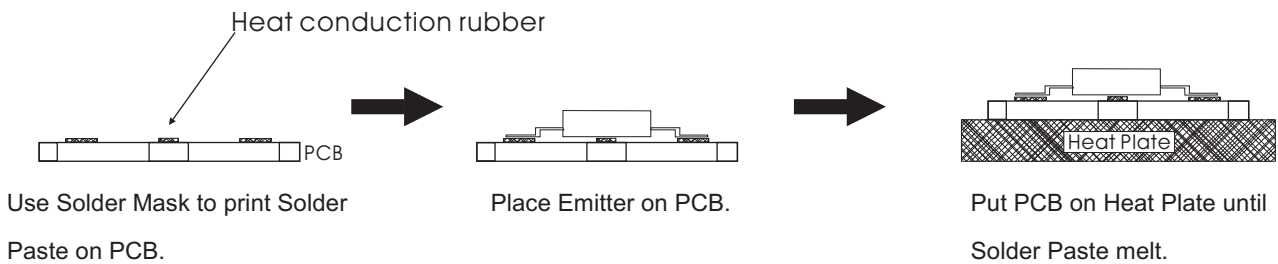 Heat conduction rubber
PCB
Heat Plate
Use Solder Mask to print Solder
Paste on PCB.
Place Emitter on PCB.
Put PCB on Heat Plate until
Solder Paste melt.